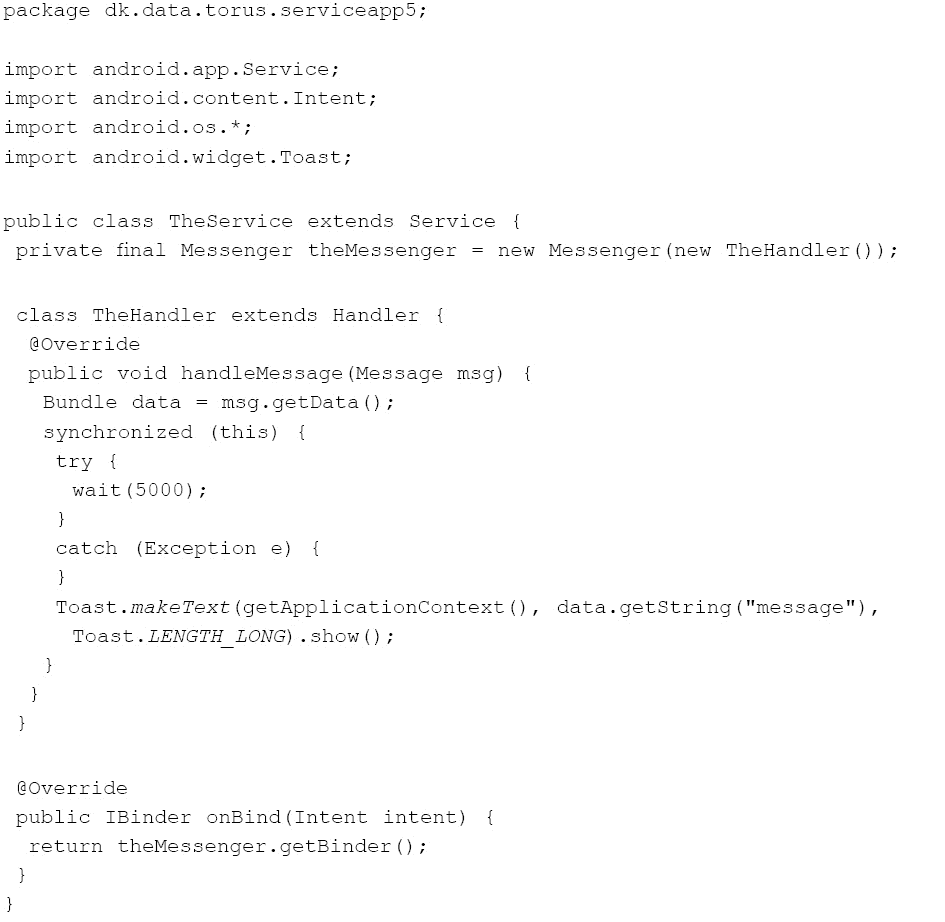 package dk.data.torus.serviceapp5;
import android.app.Service;
import android.content.Intent;
import android.os.*;
import android.widget.Toast;
public class TheService extends Service {
private final Messenger theMessenger = new Messenger(new TheHandler());
class TheHandler extends Handler {
@Override
public void handleMessage(Message msg) {
Bundle data = msg.getData();
synchronized (this) {
try {
wait(5000);
}
catch (Exception e) {
}
Toast.makeText(getApplicationContext(), data.getString("message"),
Toast.LENGTH_LONG).show();
}
}
}
@Override
public IBinder onBind(Intent intent) {
return theMessenger.getBinder();
}
}